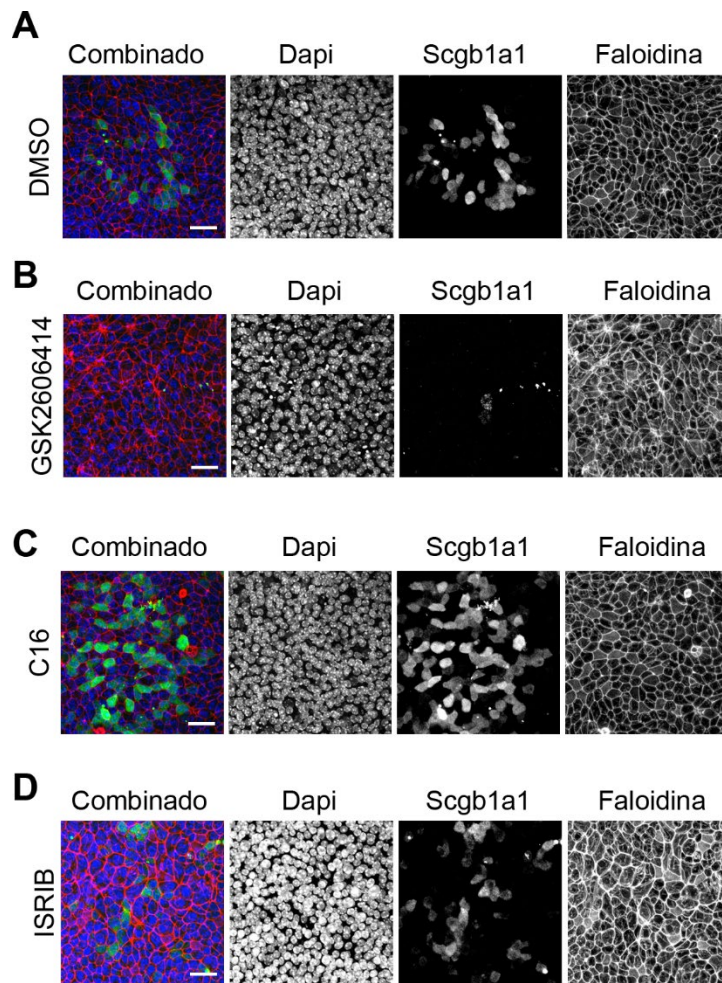 A
Combinado Dapi Scgb1a1 Faloidina
DMSO
B
Combinado Dapi Scgb1a1 Faloidina
GSK2606414
C
Combinado Dapi Scgb1a1 Faloidina
C16
D
Combinado Dapi Scgb1a1 Faloidina
ISRIB